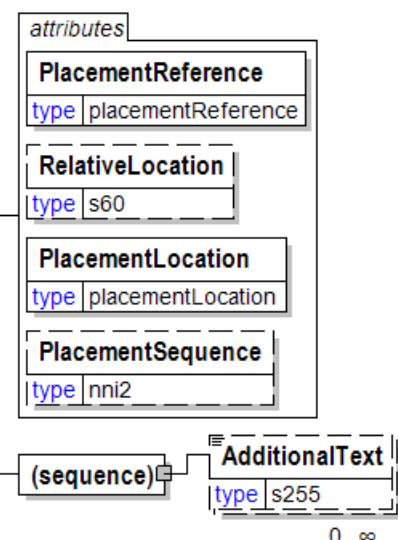 attributes
PlacementReference
type placementReference
RelativeLocation
type s60
PlacementLocation
type placementLocation
PlacementSequence
type nni2
(sequence)
AdditionalText
type s255
0 ∞